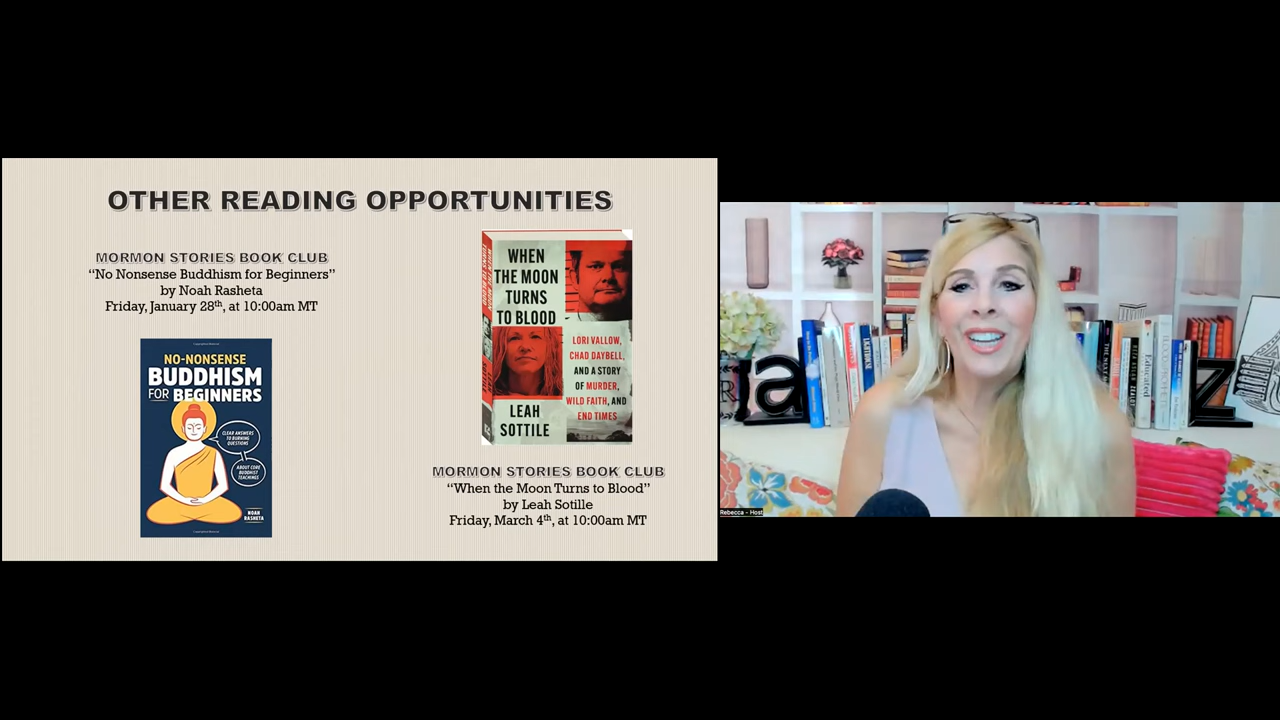 OTHER READING OPPORTUNITIES
MORMON STORIES BOOK CLUB
“No Nonsense Buddhism for Beginners”
by Noah Rasheta
Friday, January 28th, at 10:00am MT
NO-NONSENSE
BUDDHISM
FOR BEGINNERS
CLEAR ANSWERS
TO BURNING
QUESTIONS
ABOUT CORE
BUDDHIST
TEACHINGS
NOAH
RASHETA
WHEN
THE MOON
TURNS
TO BLOOD
LORI VALLOW,
CHAD DAYBELL,
AND A STORY
OF MURDER,
WILD FAITH, AND
END TIMES
LEAH
SOTTILE
MORMON STORIES BOOK CLUB
“When the Moon Turns to Blood”
by Leah Sotille
Friday, March 4th, at 10:00am MT
a
Educated
z
Rebecca - Host